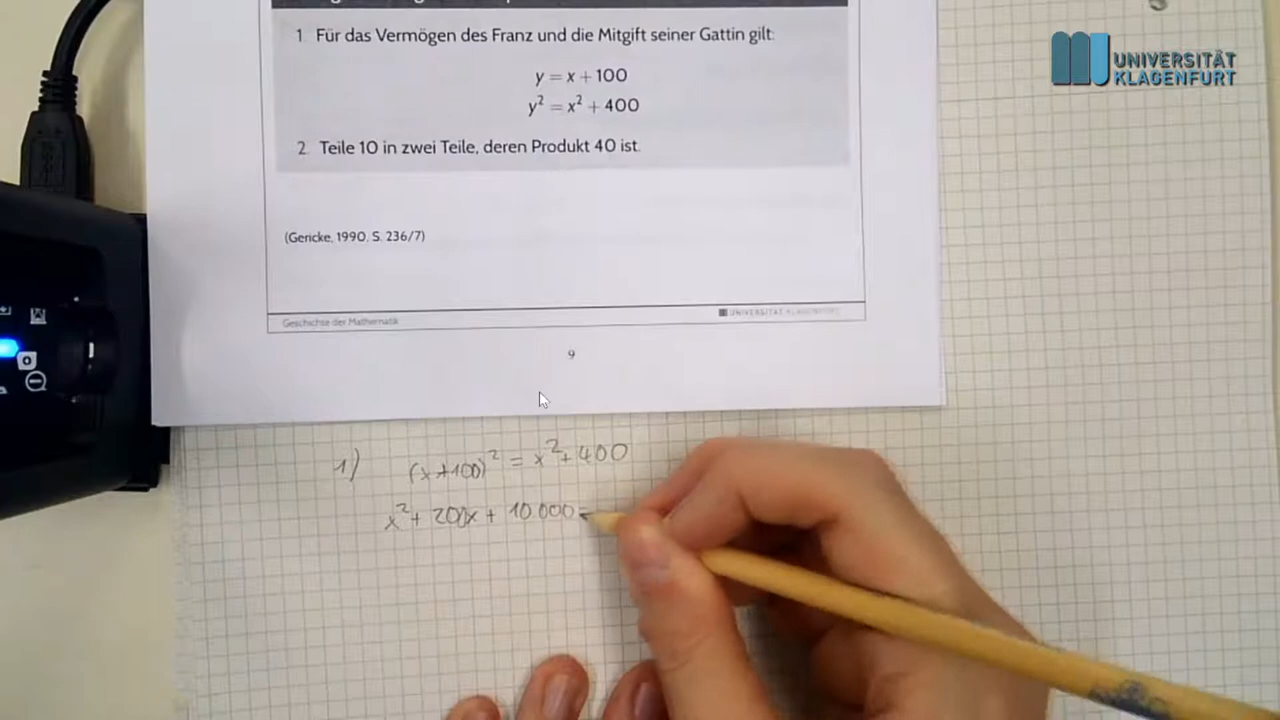 1. Für das Vermögen des Franz und die Mitgift seiner Gattin gilt:
y = x + 100
y² = x² + 400
2. Teile 10 in zwei Teile, deren Produkt 40 ist.
(Gericke, 1990, S. 236/7)
Geschichte der Mathematik
UNIVERSITÄT KLAGENFURT
9
UNIVERSITÄT
KLAGENFURT
1) (x+100)² = x²+400
x² + 200x + 10.000 =